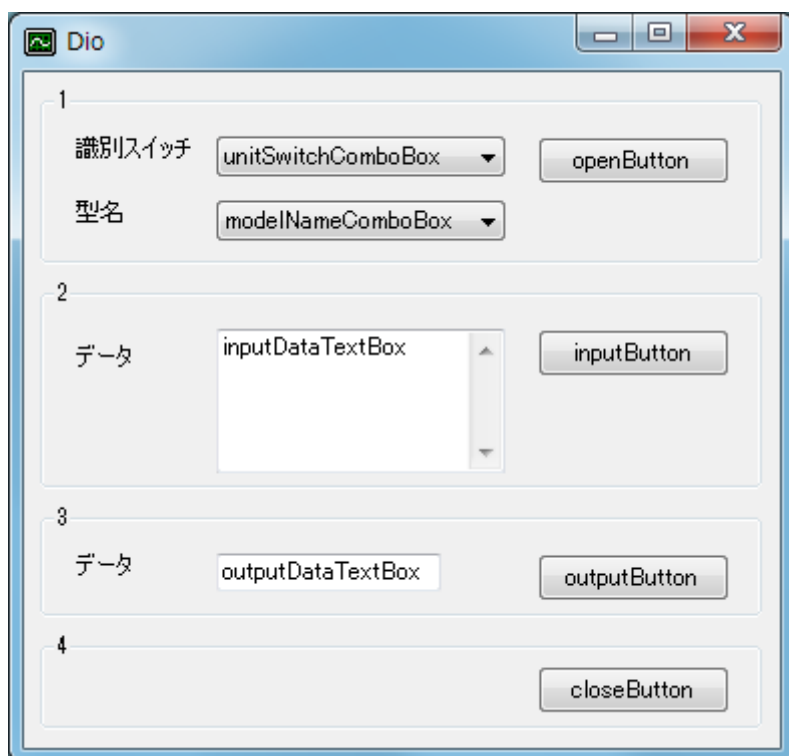 Dio
1
識別スイッチ
unitSwitchComboBox
openButton
型名
modelNameComboBox
2
データ
inputDataTextBox
inputButton
3
データ
outputDataTextBox
outputButton
4
closeButton